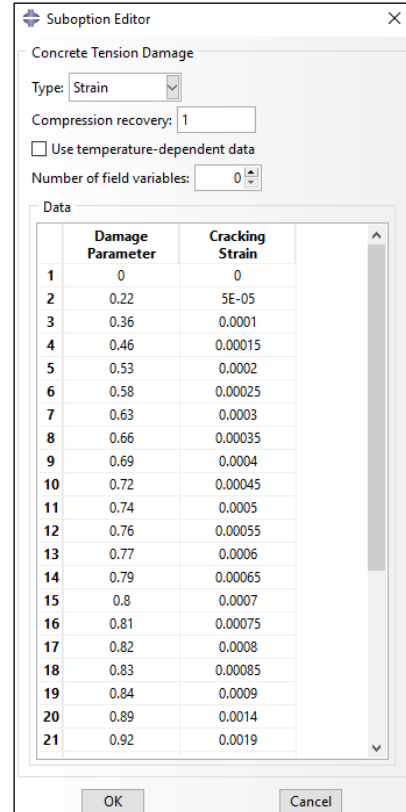 Suboption Editor
Concrete Tension Damage
Type: Strain
Compression recovery: 1
Use temperature-dependent data
Number of field variables: 0
Data
Damage Parameter Cracking Strain
1 0 0
2 0.22 5E-05
3 0.36 0.0001
4 0.46 0.00015
5 0.53 0.0002
6 0.58 0.00025
7 0.63 0.0003
8 0.66 0.00035
9 0.69 0.0004
10 0.72 0.00045
11 0.74 0.0005
12 0.76 0.00055
13 0.77 0.0006
14 0.79 0.00065
15 0.8 0.0007
16 0.81 0.00075
17 0.82 0.0008
18 0.83 0.00085
19 0.84 0.0009
20 0.89 0.0014
21 0.92 0.0019
OK Cancel